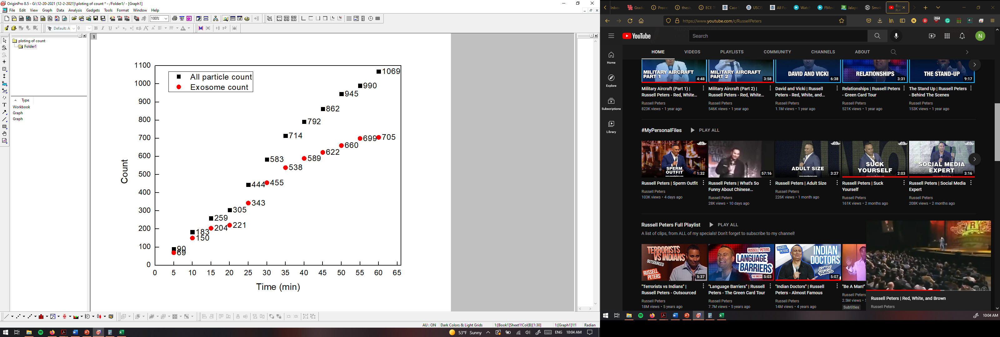 OriginPro 8.5 - G:\12-20-2021 (12-2-2021)\ploting of count * - /Folder1/ - [Graph1]
File Edit View Graph Data Analysis Gadgets Tools Format Window Help
100%
Default: A 0
ploting of count
Folder1
Type
Workbook
Graph
Graph
1
1100
1000
900
800
700
600
500
400
300
200
100
0
Count
All particle count
Exosome count
1069
990
945
862
792
714
583
444
305
259
183
90
705
699
660
622
589
538
455
343
221
204
150
69
0 5 10 15 20 25 30 35 40 45 50 55 60 65
Time (min)
AU : ON Dark Colors & Light Grids 1:[Book1]Sheet1!Col(B)[1:30] 1:[Graph1]1!1 Radian
53°F Sunny ENG 10:04 AM
Inbox Gradu Proce thesis ECE T Case USCIS All Fo Watc FMov Jalape Smok
https://www.youtube.com/c/RussellPeters
264
YouTube Search N
HOME VIDEOS PLAYLISTS COMMUNITY CHANNELS ABOUT
Home
Explore
Subscriptions
Library
MILITARY AIRCRAFT PART 1 4:48
MILITARY AIRCRAFT PART 2 3:58
DAVID AND VICKI 6:38
RELATIONSHIPS 3:31
THE STAND-UP 9:17
Military Aircraft (Part 1) |
Russell Peters - Red, White...
Russell Peters
823K views • 1 year ago
Military Aircraft (Part 2) |
Russell Peters - Red, White...
Russell Peters
546K views • 1 year ago
David and Vicki | Russell
Peters - Red, White, and...
Russell Peters
1.1M views • 1 year ago
Relationships | Russell Peters
- Green Card Tour
Russell Peters
521K views • 1 year ago
The Stand Up | Russell Peters
- Behind The Scenes
Russell Peters
153K views • 1 year ago
#MyPersonalFiles PLAY ALL
SPERM
OUTFIT
1:32
57:16
ADULT SIZE
3:27
SUCK
YOURSELF
2:03
SOCIAL MEDIA
EXPERT
3:16
Russell Peters | Sperm Outfit
Russell Peters
103K views • 4 days ago
Russell Peters | What's So
Funny About Chinese...
Russell Peters
28K views • 10 days ago
Russell Peters | Adult Size
Russell Peters
226K views • 1 month ago
Russell Peters | Suck
Yourself
Russell Peters
161K views • 2 months ago
Russell Peters | Social Media
Expert
Russell Peters
208K views • 2 months ago
Russell Peters Full Playlist PLAY ALL
A list of clips, from ALL of my specials! Don't forget to subscribe to my channel!
TERRORISTS
VS INDIANS
OUTSOURCED
RUSSELL
PETERS
5:37
RUSSELL PETERS
LANGUAGE
BARRIERS
5:03
RUSSELL
PETERS
INDIAN
DOCTORS
ALMOST
FAMOUS
5:07
"Terrorists vs Indians" |
Russell Peters - Outsourced
Russell Peters
18M views • 5 years ago
"Language Barriers" | Russell
Peters - The Green Card Tour
Russell Peters
7.7M views • 5 years ago
"Indian Doctors" | Russell
Peters - Almost Famous
Russell Peters
14M views • 4 years ago
"Be A Man!"
Russell Peters
2.5M views •
Russell Peters | Red, White, and Brown
Russell Peters
Subtitles
10:04 AM